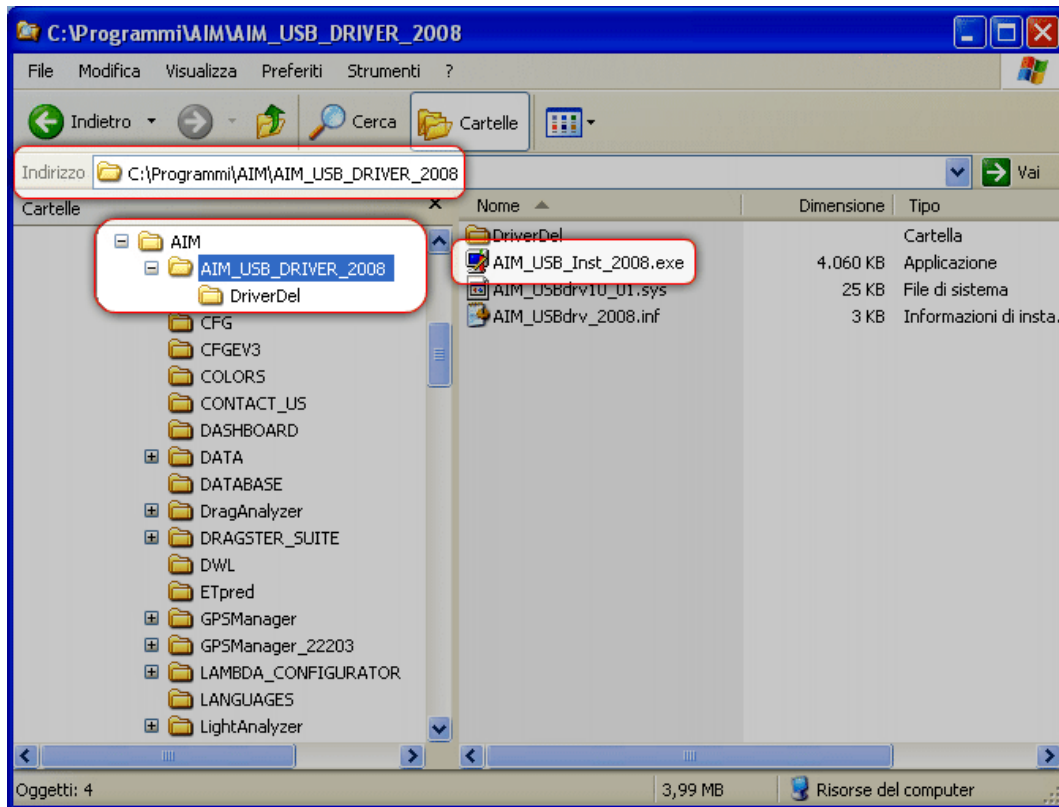 C:\Programmi\AIM\AIM_USB_DRIVER_2008
File Modifica Visualizza Preferiti Strumenti ?
Indietro Cerca Cartelle
Indirizzo C:\Programmi\AIM\AIM_USB_DRIVER_2008 Vai
Cartelle x Nome Dimensione Tipo
AIM
AIM_USB_DRIVER_2008
DriverDel
CFG
CFGEV3
COLORS
CONTACT_US
DASHBOARD
DATA
DATABASE
DragAnalyzer
DRAGSTER_SUITE
DWL
ETpred
GPSManager
GPSManager_22203
LAMBDA_CONFIGURATOR
LANGUAGES
LightAnalyzer
DriverDel Cartella
AIM_USB_Inst_2008.exe 4.060 KB Applicazione
AIM_USBdrv10_01.sys 25 KB File di sistema
AIM_USBdrv_2008.inf 3 KB Informazioni di insta.
Oggetti: 4 3,99 MB Risorse del computer